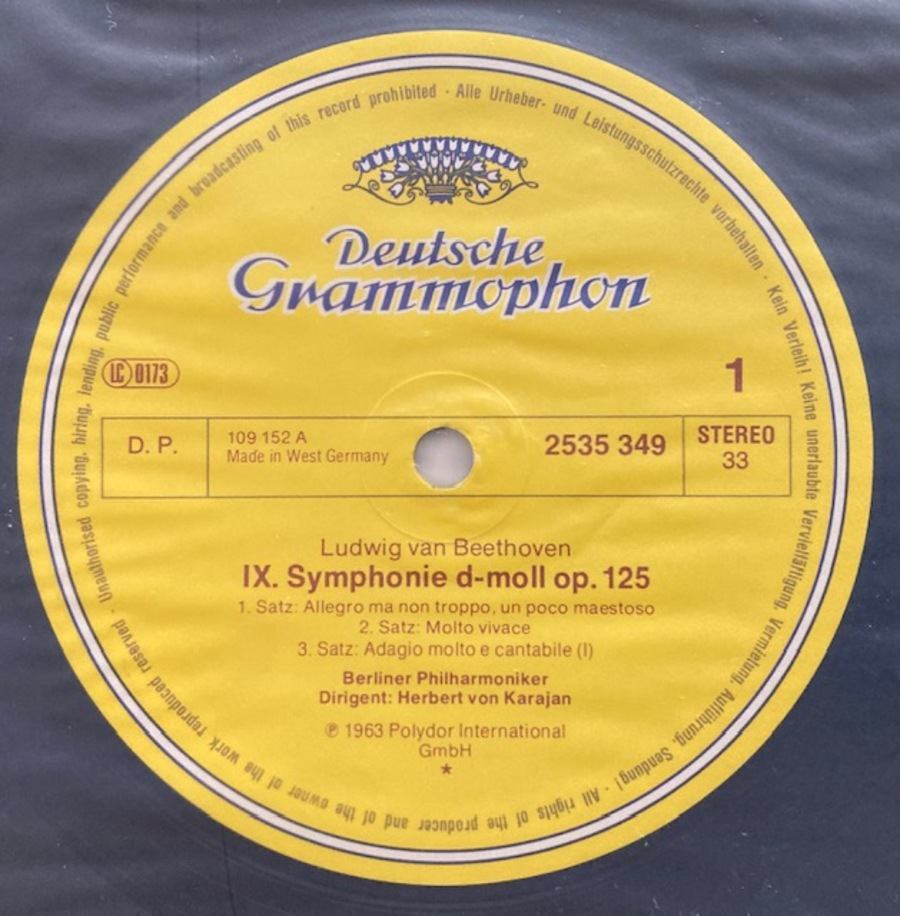 Deutsche
Grammophon
LC 0173
1
D. P.
109 152 A
Made in West Germany
2535 349
STEREO
33
Ludwig van Beethoven
IX. Symphonie d-moll op. 125
1. Satz: Allegro ma non troppo, un poco maestoso
2. Satz: Molto vivace
3. Satz: Adagio molto e cantabile (I)
Berliner Philharmoniker
Dirigent: Herbert von Karajan
℗ 1963 Polydor International
GmbH
*
Alle Urheber- und Leistungsschutzrechte vorbehalten · Kein Verleih! Keine unerlaubte Vervielfältigung, Vermietung, Aufführung, Sendung! · All rights of the producer and of the owner of the work reproduced reserved · Unauthorised copying, hiring, lending, public performance and broadcasting of this record prohibited ·